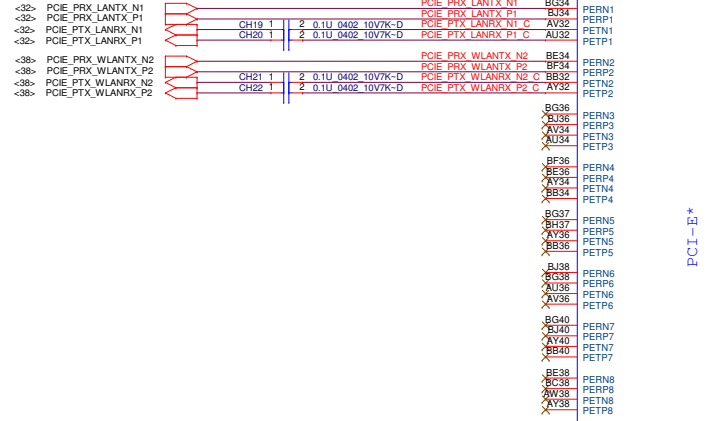 <32> PCIE_PRX_LANTX_N1 PCIE_PRX_LANTX_N1 BG34 PERN1
<32> PCIE_PRX_LANTX_P1 PCIE_PRX_LANTX_P1 BJ34 PERP1
<32> PCIE_PTX_LANRX_N1 CH19 1 2 0.1U_0402_10V7K~D PCIE_PTX_LANRX_N1_C AV32 PETN1
<32> PCIE_PTX_LANRX_P1 CH20 1 2 0.1U_0402_10V7K~D PCIE_PTX_LANRX_P1_C AU32 PETP1
<38> PCIE_PRX_WLANTX_N2 PCIE_PRX_WLANTX_N2 BE34 PERN2
<38> PCIE_PRX_WLANTX_P2 PCIE_PRX_WLANTX_P2 BF34 PERP2
<38> PCIE_PTX_WLANRX_N2 CH21 1 2 0.1U_0402_10V7K~D PCIE_PTX_WLANRX_N2_C BB32 PETN2
<38> PCIE_PTX_WLANRX_P2 CH22 1 2 0.1U_0402_10V7K~D PCIE_PTX_WLANRX_P2_C AY32 PETP2
BG36 PERN3
BJ36 PERP3
AV34 PETN3
AU34 PETP3
BF36 PERN4
BE36 PERP4
AY34 PETN4
BB34 PETP4
BG37 PERN5
BH37 PERP5
AY36 PETN5
BB36 PETP5
PCI-E*
BJ38 PERN6
BG38 PERP6
AU36 PETN6
AV36 PETP6
BG40 PERN7
BJ40 PERP7
AY40 PETN7
BB40 PETP7
BE38 PERN8
BC38 PERP8
AW38 PETN8
AY38 PETP8